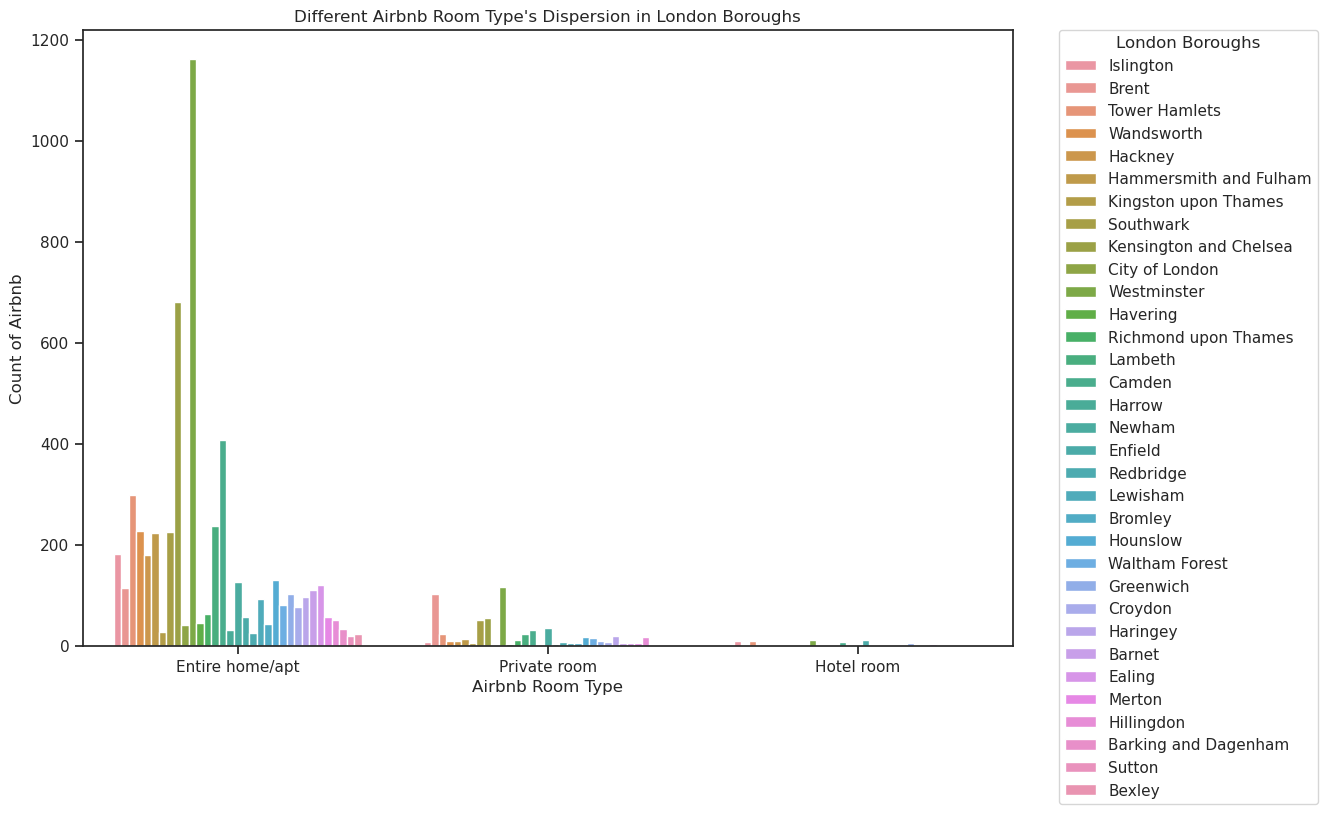 Different Airbnb Room Type's Dispersion in London Boroughs
1200
1000
800
600
400
200
0
Count of Airbnb
Entire home/apt
Private room
Hotel room
Airbnb Room Type
London Boroughs
Islington
Brent
Tower Hamlets
Wandsworth
Hackney
Hammersmith and Fulham
Kingston upon Thames
Southwark
Kensington and Chelsea
City of London
Westminster
Havering
Richmond upon Thames
Lambeth
Camden
Harrow
Newham
Enfield
Redbridge
Lewisham
Bromley
Hounslow
Waltham Forest
Greenwich
Croydon
Haringey
Barnet
Ealing
Merton
Hillingdon
Barking and Dagenham
Sutton
Bexley